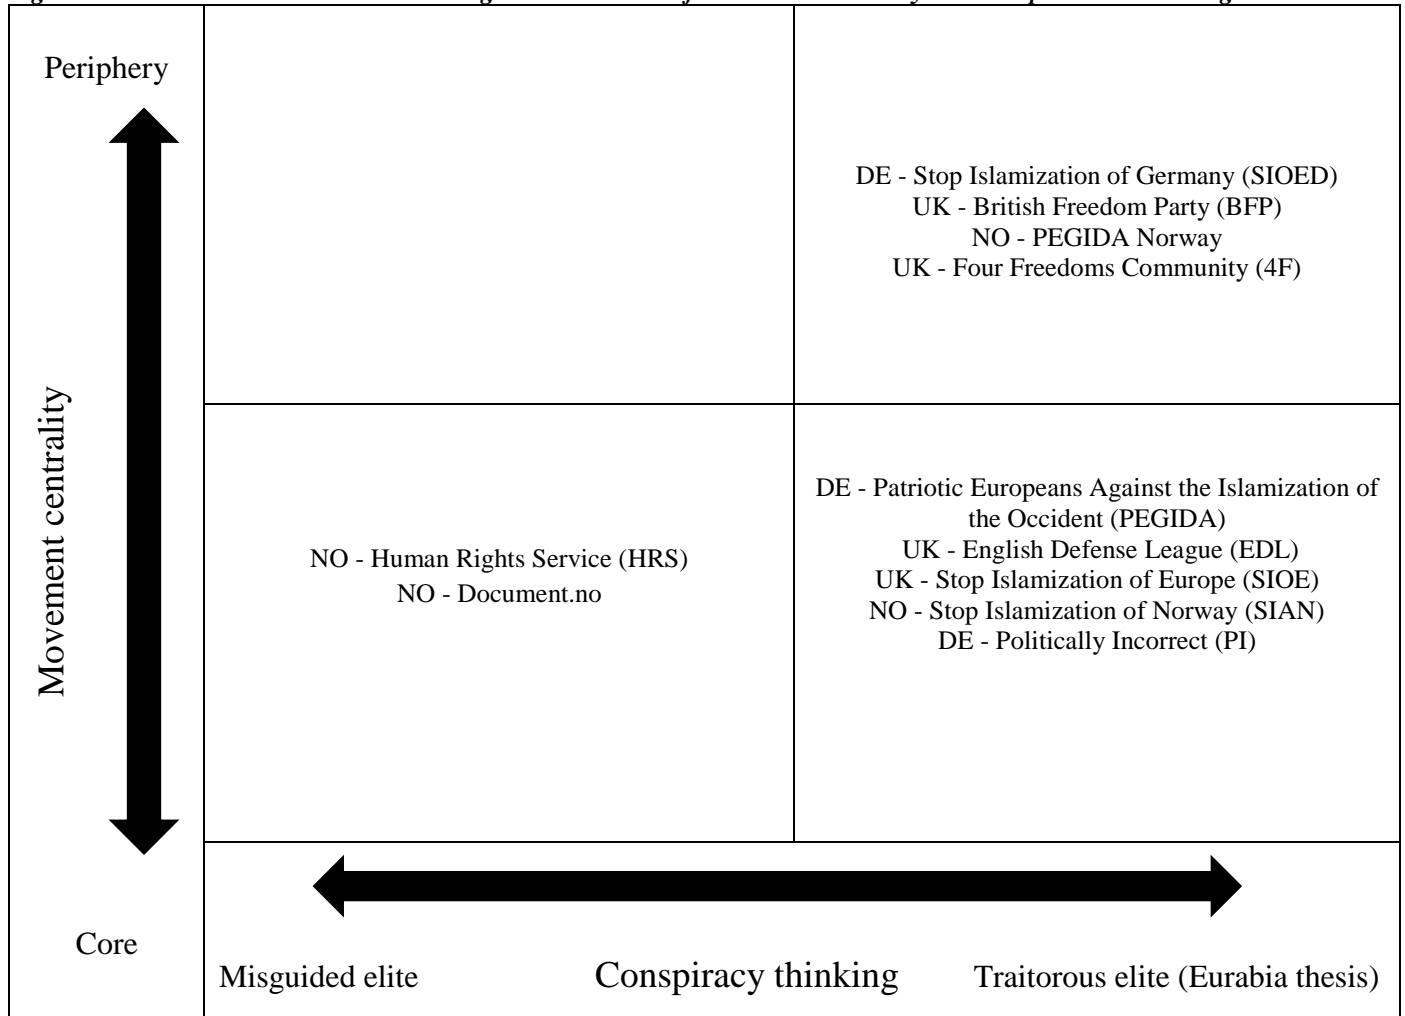 Periphery
DE - Stop Islamization of Germany (SIOED)
UK - British Freedom Party (BFP)
NO - PEGIDA Norway
UK - Four Freedoms Community (4F)
Movement centrality
NO - Human Rights Service (HRS)
NO - Document.no
DE - Patriotic Europeans Against the Islamization of
the Occident (PEGIDA)
UK - English Defense League (EDL)
UK - Stop Islamization of Europe (SIOE)
NO - Stop Islamization of Norway (SIAN)
DE - Politically Incorrect (PI)
Core
Misguided elite
Conspiracy thinking
Traitorous elite (Eurabia thesis)